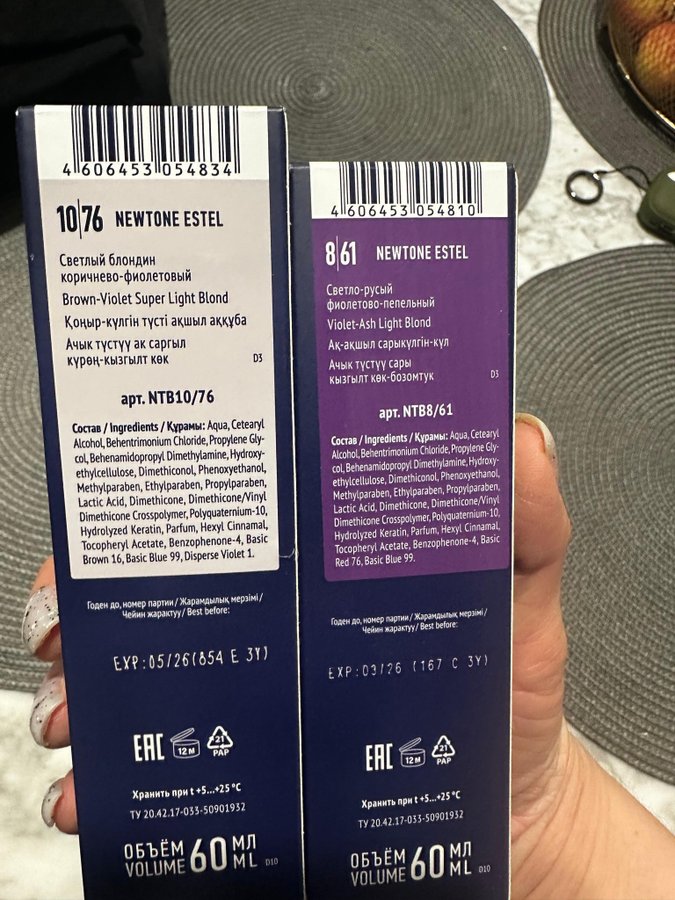 4 606453 054834
10|76 NEWTONE ESTEL
Светлый блондин
коричнево-фиолетовый
Brown-Violet Super Light Blond
Қоңыр-күлгін түсті ақшыл аққұба
Ачык түстүү ак саргыл
күрөң-кызгылт көк
D3
арт. NTB10/76
Состав / Ingredients / Құрамы: Aqua, Cetearyl
Alcohol, Behentrimonium Chloride, Propylene Gly-
col, Behenamidopropyl Dimethylamine, Hydroxy-
ethylcellulose, Dimethiconol, Phenoxyethanol,
Methylparaben, Ethylparaben, Propylparaben,
Lactic Acid, Dimethicone, Dimethicone/Vinyl
Dimethicone Crosspolymer, Polyquaternium-10,
Hydrolyzed Keratin, Parfum, Hexyl Cinnamal,
Tocopheryl Acetate, Benzophenone-4, Basic
Brown 16, Basic Blue 99, Disperse Violet 1.
Годен до, номер партии / Жарамдылық мерзімі /
Чейин жарактуу / Best before:
EXP:05/26(854 E 3Y)
EAC
12 M
21
PAP
Хранить при t +5...+25 °C
ТУ 20.42.17-033-50901932
ОБЪЁМ 60 МЛ
VOLUME ML
D10
4 606453 054810
8|61 NEWTONE ESTEL
Светло-русый
фиолетово-пепельный
Violet-Ash Light Blond
Ақ-ақшыл сарыкүлгін-күл
Ачык түстүү сары
кызгылт көк-бозомтук
D3
арт. NTB8/61
Состав / Ingredients / Құрамы: Aqua, Cetearyl
Alcohol, Behentrimonium Chloride, Propylene Gly-
col, Behenamidopropyl Dimethylamine, Hydroxy-
ethylcellulose, Dimethiconol, Phenoxyethanol,
Methylparaben, Ethylparaben, Propylparaben,
Lactic Acid, Dimethicone, Dimethicone/Vinyl
Dimethicone Crosspolymer, Polyquaternium-10,
Hydrolyzed Keratin, Parfum, Hexyl Cinnamal,
Tocopheryl Acetate, Benzophenone-4, Basic
Red 76, Basic Blue 99.
Годен до, номер партии / Жарамдылық мерзімі /
Чейин жарактуу / Best before:
EXP:03/26 (167 C 3Y)
EAC
12 M
21
PAP
Хранить при t +5...+25 °C
ТУ 20.42.17-033-50901932
ОБЪЁМ 60 МЛ
VOLUME ML
D10